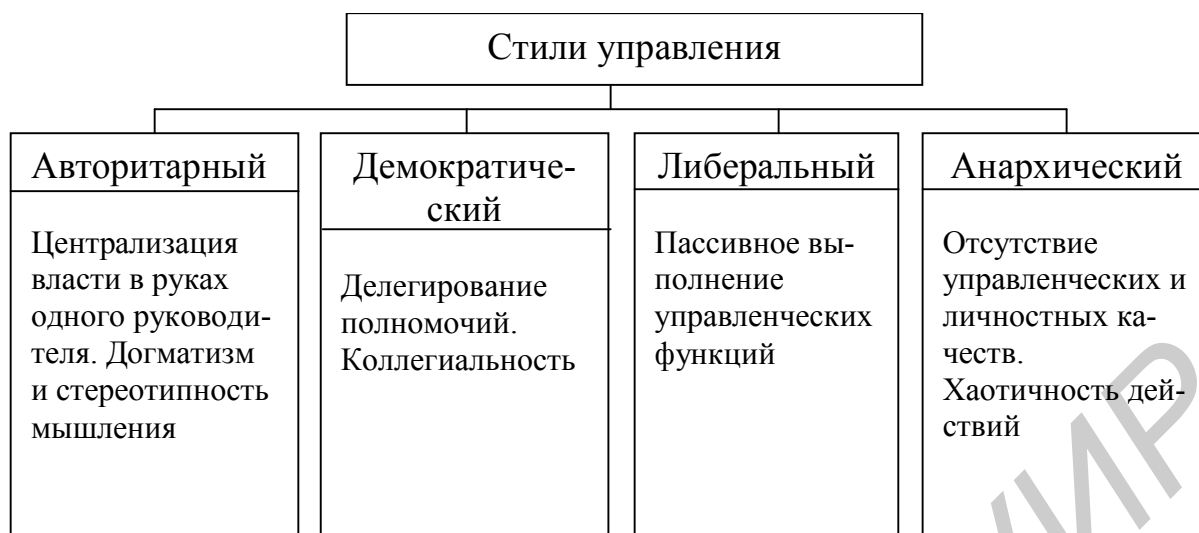 Стили управления
Авторитарный
Централизация
власти в руках
одного руководи-
теля. Догматизм
и стереотипность
мышления
Демократиче-
ский
Делегирование
полномочий.
Коллегиальность
Либеральный
Пассивное вы-
полнение
управленческих
функций
Анархический
Отсутствие
управленческих и
личностных ка-
честв.
Хаотичность дей-
ствий